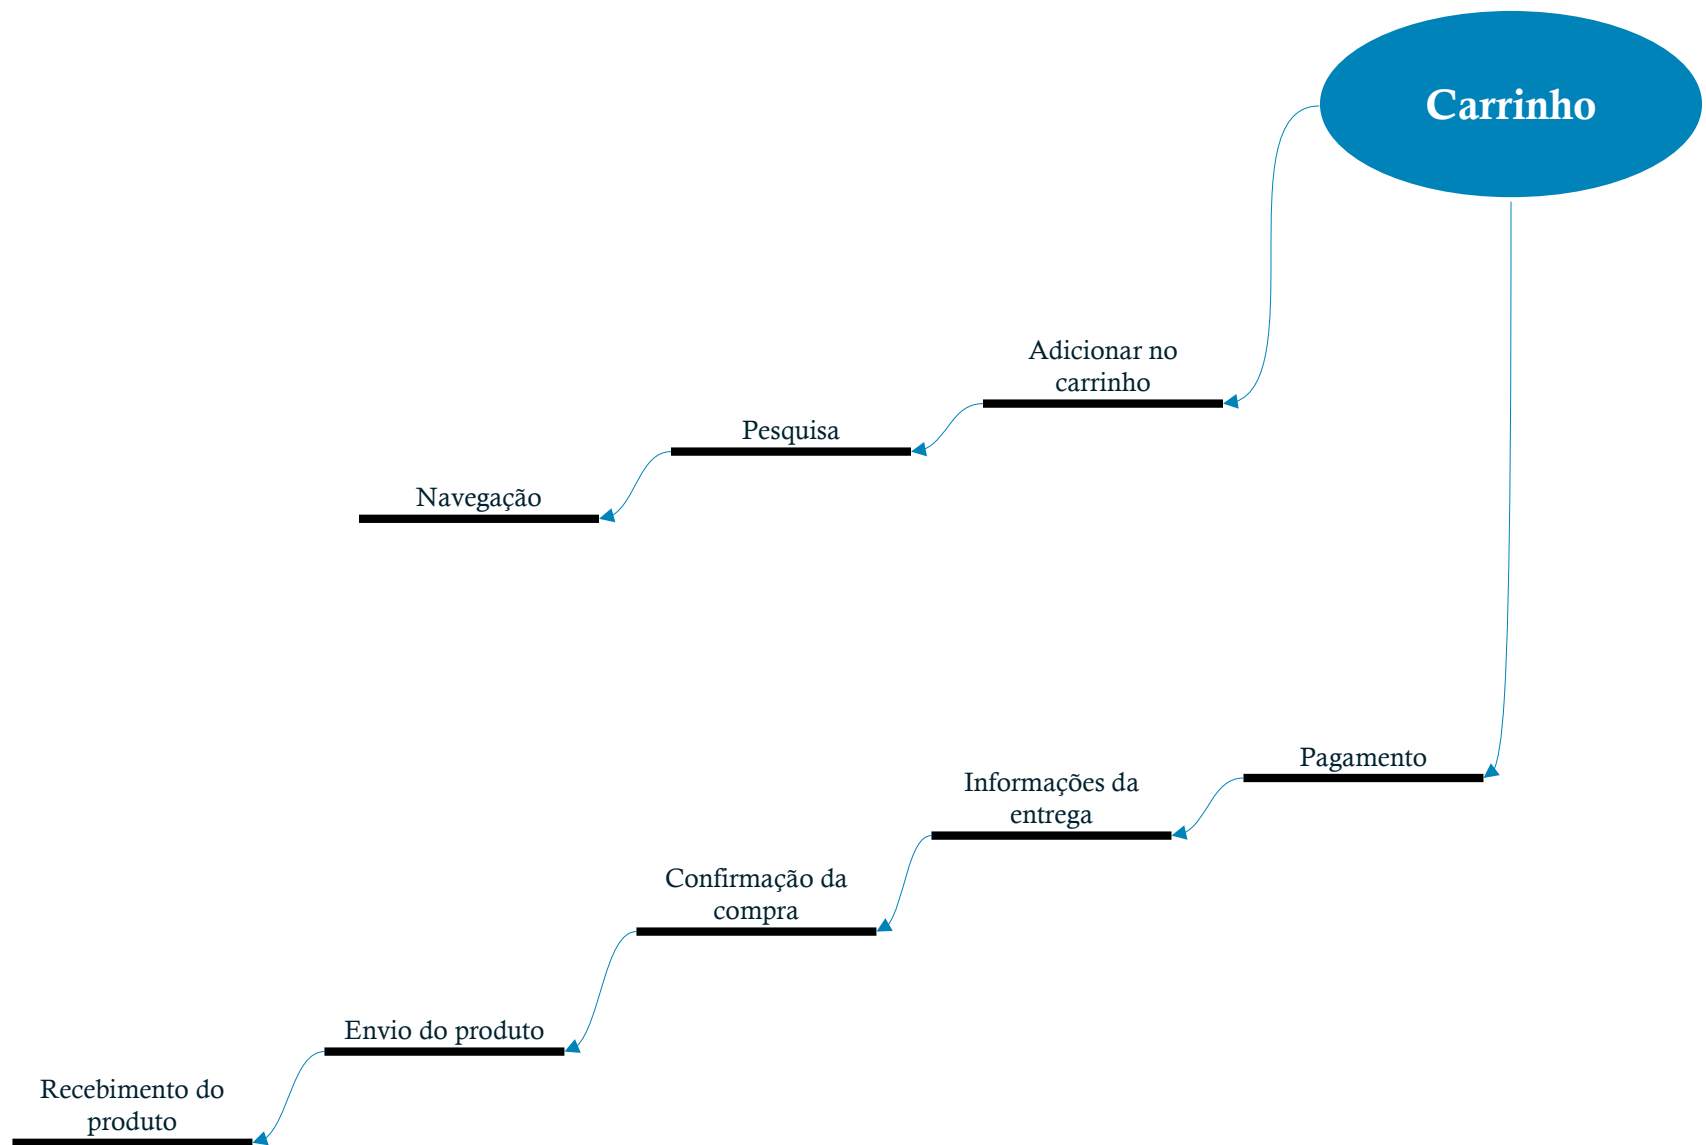 Carrinho
Adicionar no
carrinho
Pesquisa
Navegação
Pagamento
Informações da
entrega
Confirmação da
compra
Envio do produto
Recebimento do
produto